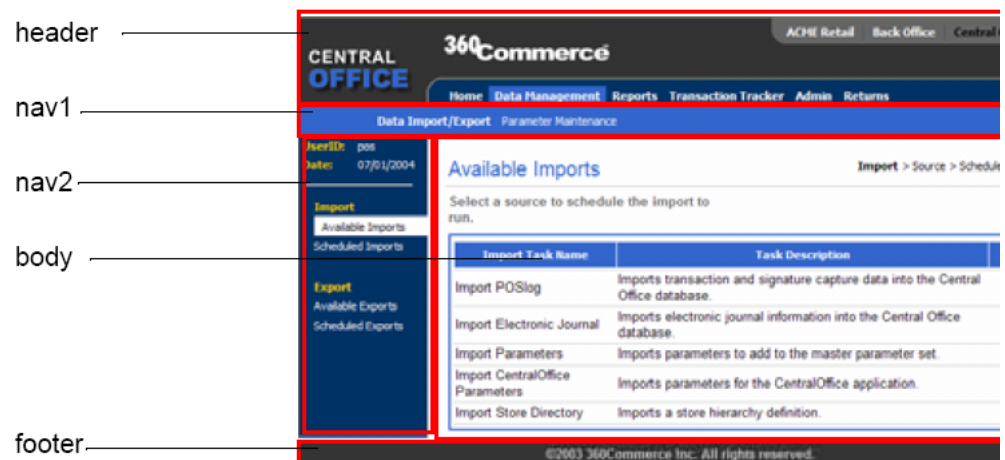 header
ACME Retail Back Office Central
CENTRAL
OFFICE
360Commerce
Home Data Management Reports Transaction Tracker Admin Returns
nav1
Data Import/Export Parameter Maintenance
UserID: pos
Date: 07/01/2004
nav2
Available Imports
Import > Source > Schedule
Select a source to schedule the import to
run.
Import
Available Imports
Scheduled Imports
Export
Available Exports
Scheduled Exports
body
Import Task Name Task Description
Import POSlog Imports transaction and signature capture data into the Central
Office database.
Import Electronic Journal Imports electronic journal information into the Central Office
database.
Import Parameters Imports parameters to add to the master parameter set.
Import CentralOffice
Parameters Imports parameters for the CentralOffice application.
Import Store Directory Imports a store hierarchy definition.
footer
©2003 360Commerce Inc. All rights reserved.